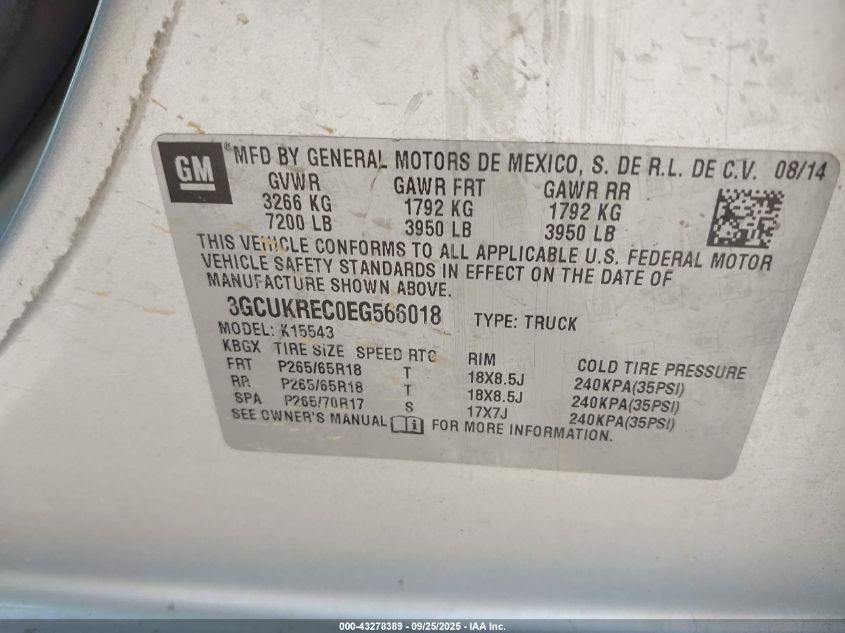 GM ® MFD BY GENERAL MOTORS DE MEXICO, S. DE R.L. DE C.V. 08/14
GVWR GAWR FRT GAWR RR
3266 KG 1792 KG 1792 KG
7200 LB 3950 LB 3950 LB
THIS VEHICLE CONFORMS TO ALL APPLICABLE U.S. FEDERAL MOTOR
VEHICLE SAFETY STANDARDS IN EFFECT ON THE DATE OF
MANUFACTURE SHOWN ABOVE.
3GCUKREC0EG566018 TYPE: TRUCK
MODEL: K15543
KBGX TIRE SIZE SPEED RTG RIM COLD TIRE PRESSURE
FRT P265/65R18 T 18X8.5J 240KPA(35PSI)
RR P265/65R18 T 18X8.5J 240KPA(35PSI)
SPA P265/70R17 S 17X7J 240KPA(35PSI)
SEE OWNER'S MANUAL FOR MORE INFORMATION.
000-43278389 - 09/25/2025 - IAA Inc.